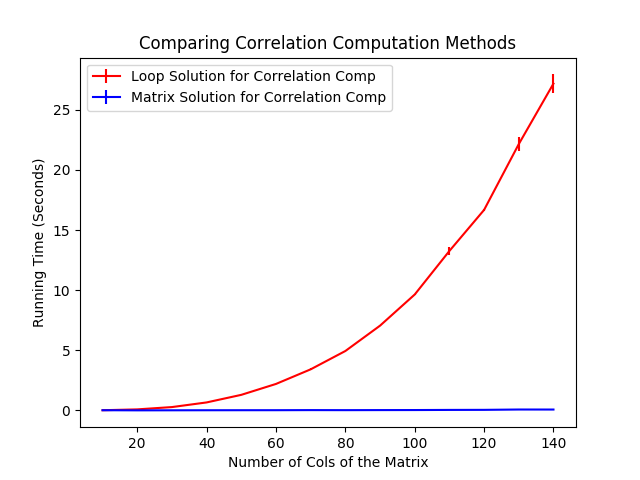 Comparing Correlation Computation Methods
Loop Solution for Correlation Comp
Matrix Solution for Correlation Comp
25
20
15
10
5
0
Running Time (Seconds)
20 40 60 80 100 120 140
Number of Cols of the Matrix